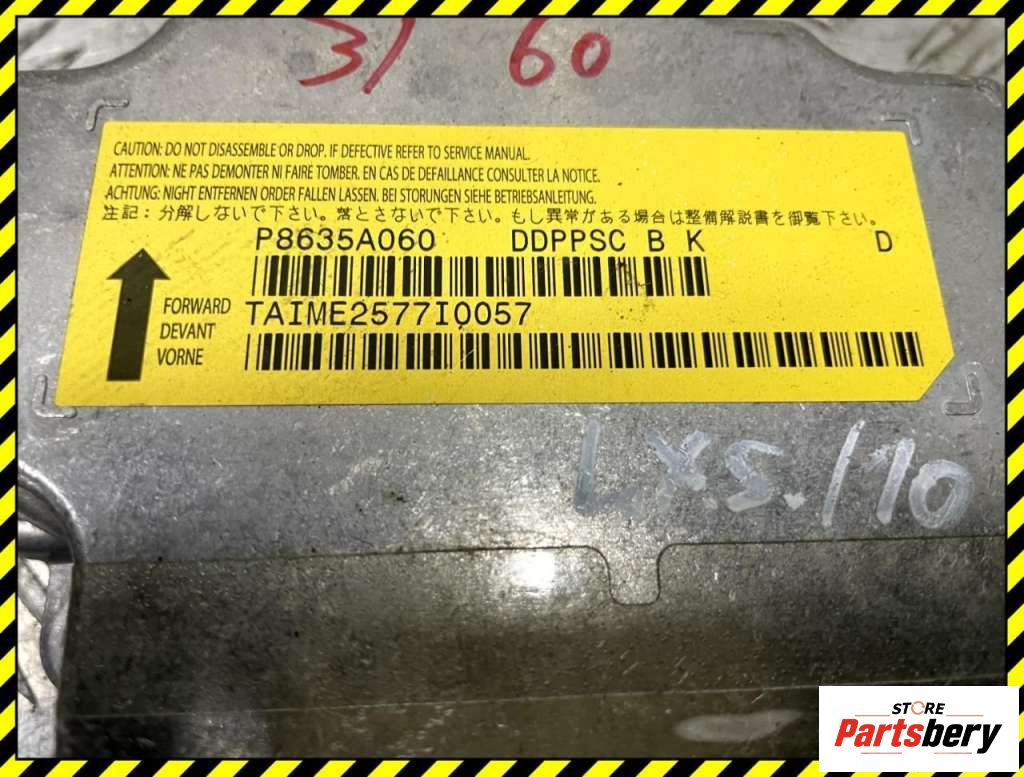 31 60
CAUTION: DO NOT DISASSEMBLE OR DROP. IF DEFECTIVE REFER TO SERVICE MANUAL.
ATTENTION: NE PAS DEMONTER NI FAIRE TOMBER. EN CAS DE DEFAILLANCE CONSULTER LA NOTICE.
ACHTUNG: NIGHT ENTFERNEN ORDER FALLEN LASSEN. BEI STORUNGEN SIEHE BETRIEBSANLEITUNG.
注記：分解しないで下さい。落とさないで下さい。もし異常がある場合は整備解説書を御覧下さい。
P8635A060 DDPPSC B K D
FORWARD
DEVANT
VORNE
TAIME2577I0057
LXS. 110
STORE
Partsbery